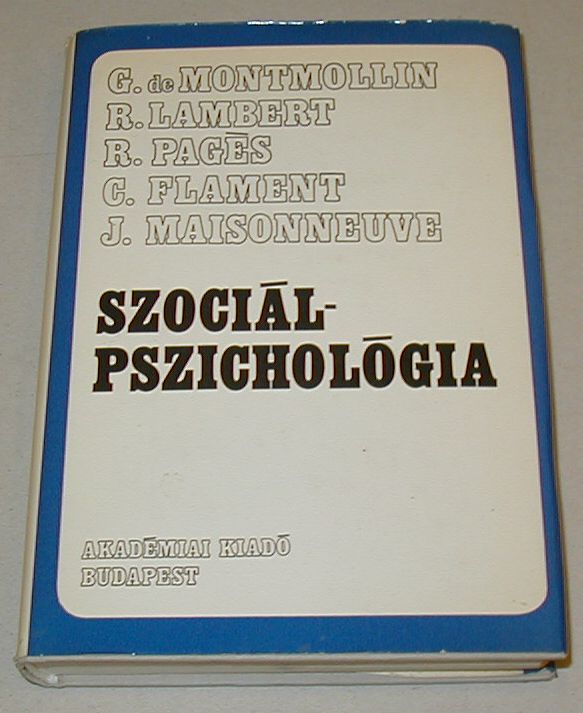 G. de MONTMOLLIN
R. LAMBERT
R. PAGÈS
C. FLAMENT
J. MAISONNEUVE
SZOCIÁL-
PSZICHOLÓGIA
AKADÉMIAI KIADÓ
BUDAPEST